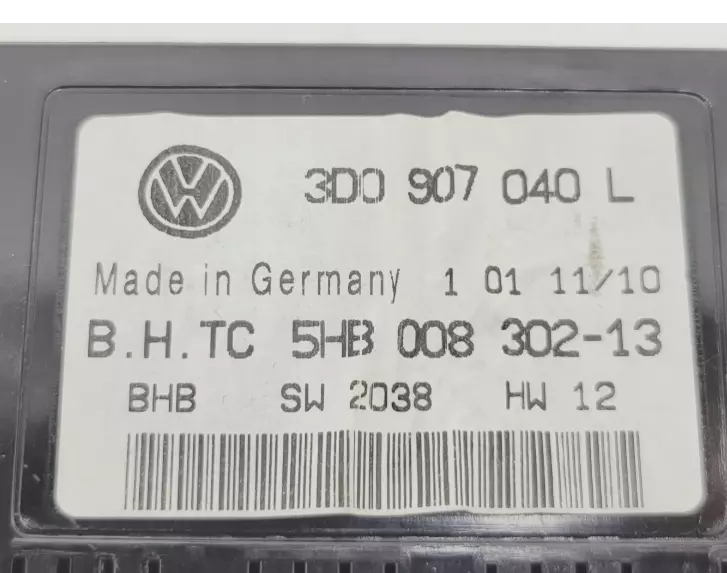 3D0 907 040 L
Made in Germany 1 01 11/10
B.H.TC 5HB 008 302-13
BHB SW 2038 HW 12